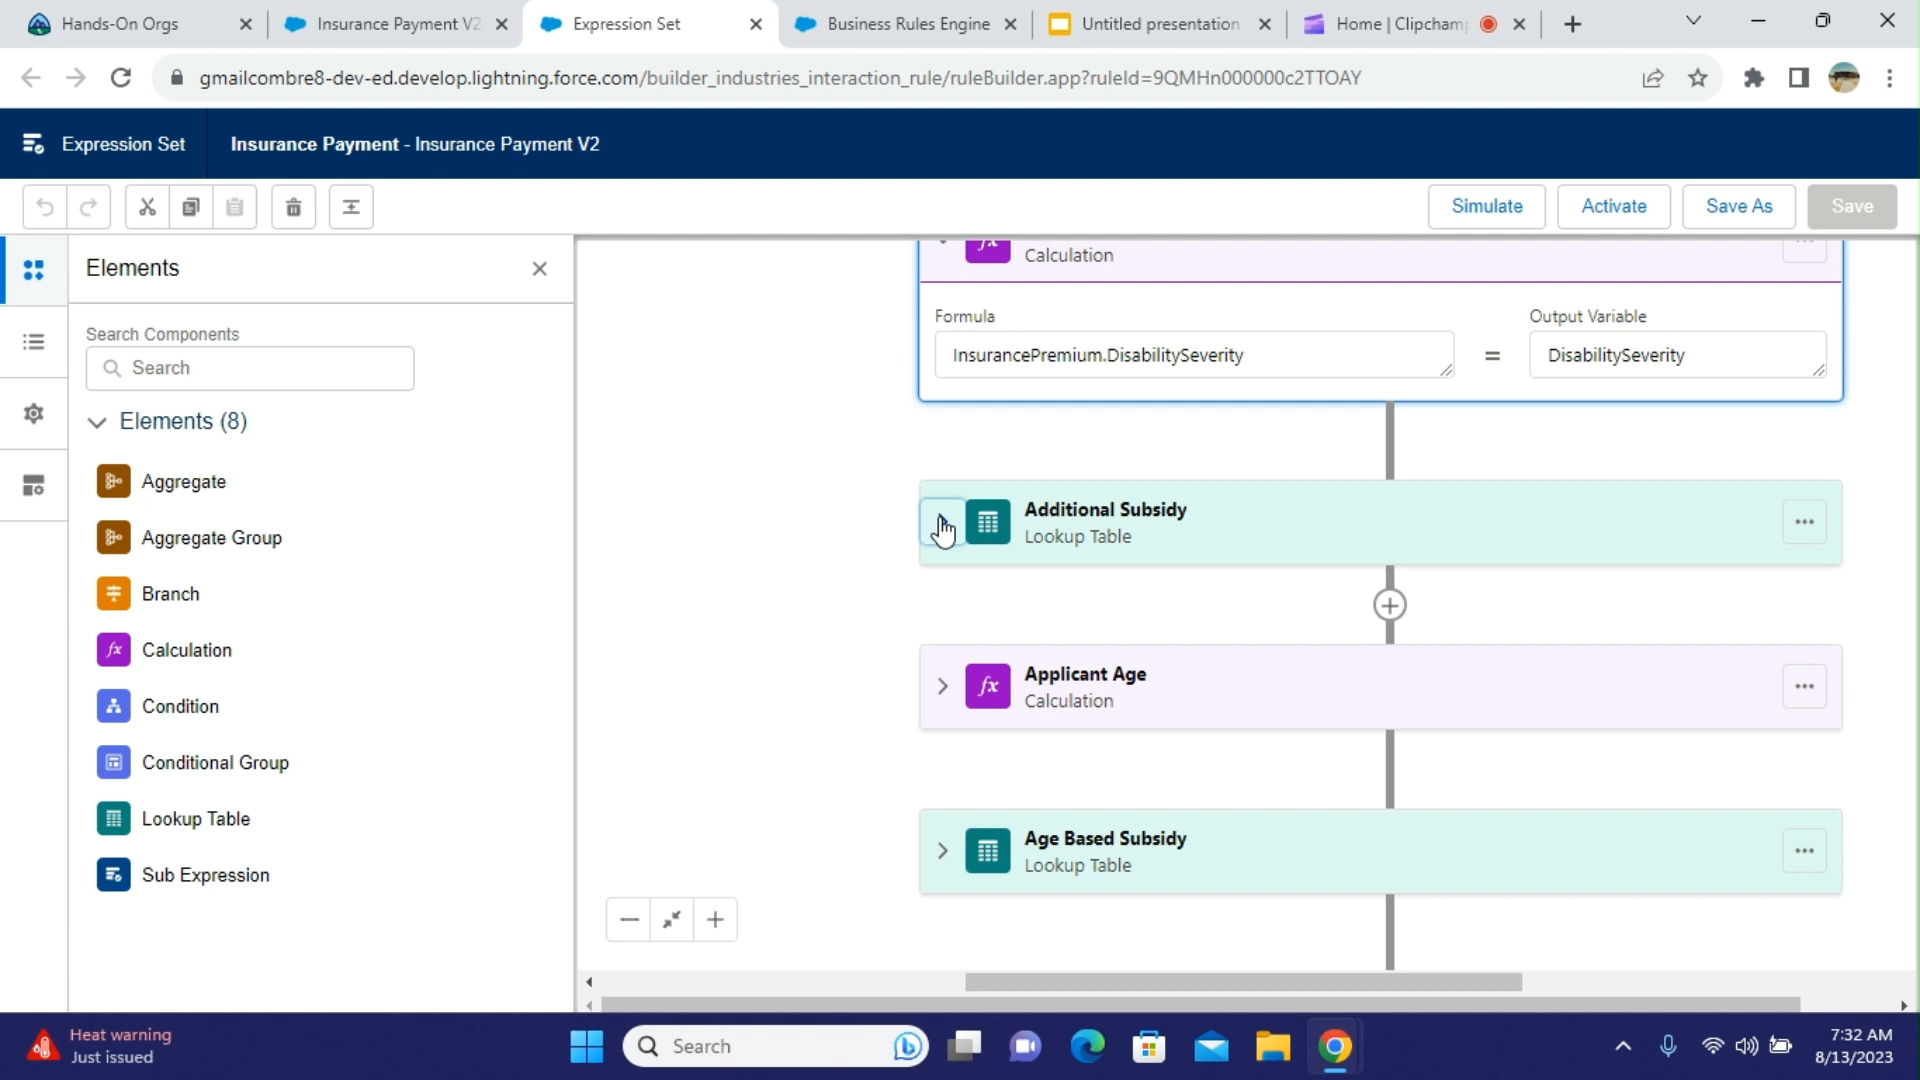 Hands-On Orgs
Insurance Payment V2
Expression Set
Business Rules Engine
Untitled presentation
Home | Clipcham
gmailcombre8-dev-ed.develop.lightning.force.com/builder_industries_interaction_rule/ruleBuilder.app?ruleId=9QMHn000000c2TTOAY
Expression Set
Insurance Payment - Insurance Payment V2
Simulate
Activate
Save As
Save
Elements
Search Components
Search
Elements (8)
Aggregate
Aggregate Group
Branch
fx Calculation
Condition
Conditional Group
Lookup Table
Sub Expression
fx
Calculation
Formula
Output Variable
InsurancePremium.DisabilitySeverity
=
DisabilitySeverity
Additional Subsidy
Lookup Table
fx
Applicant Age
Calculation
Age Based Subsidy
Lookup Table
Heat warning
Just issued
Search
7:32 AM
8/13/2023